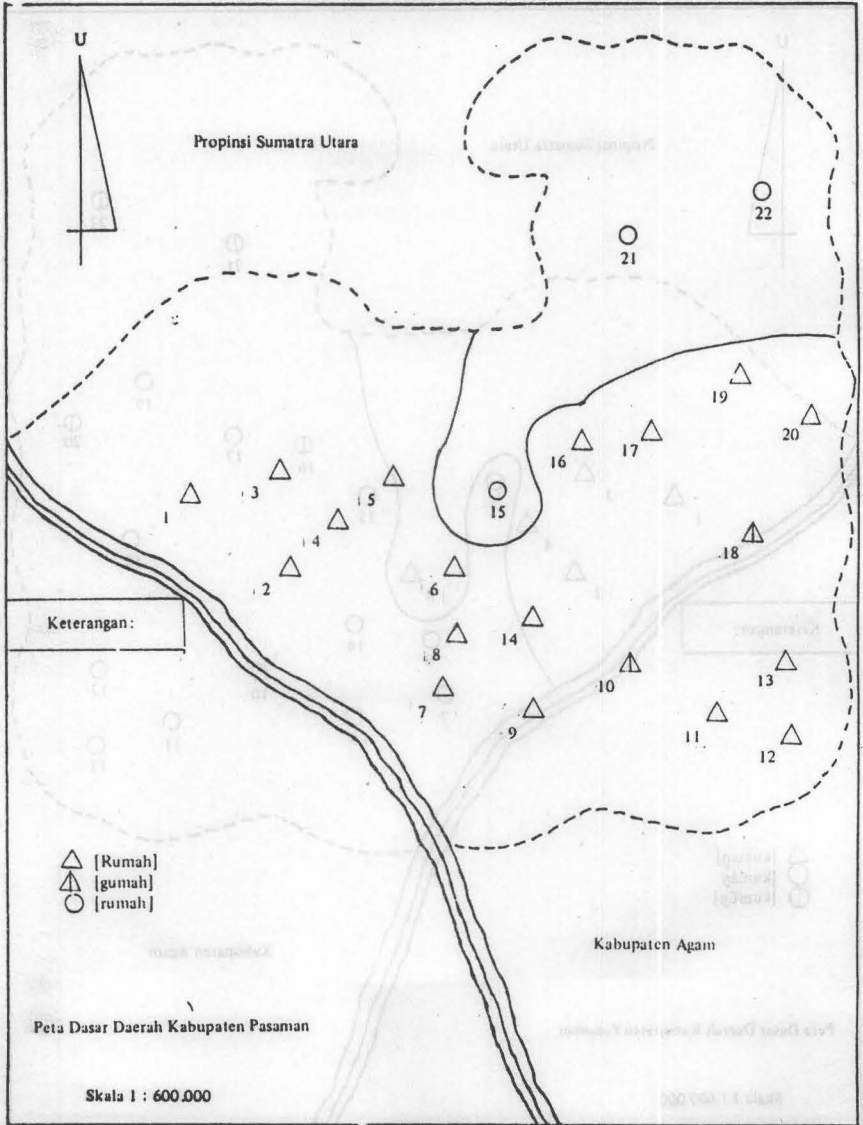 U
Propinsi Sumatra Utara
22
21
19
20
16
17
3
5
1
15
4
18
2
6
Keterangan:
14
8
10
13
7
9
11
12
[Rumah]
[gumah]
[rumah]
Kabupaten Agam
Peta Dasar Daerah Kabupaten Pasaman
Skala 1 : 600.000